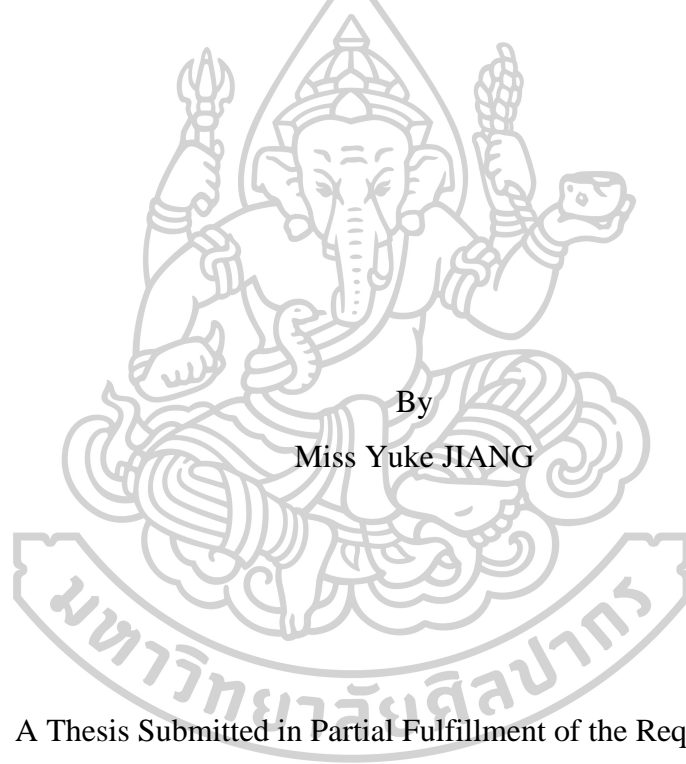 By
Miss Yuke JIANG
มหาวิทยาลัยศิลปากร
A Thesis Submitted in Partial Fulfillment of the Req